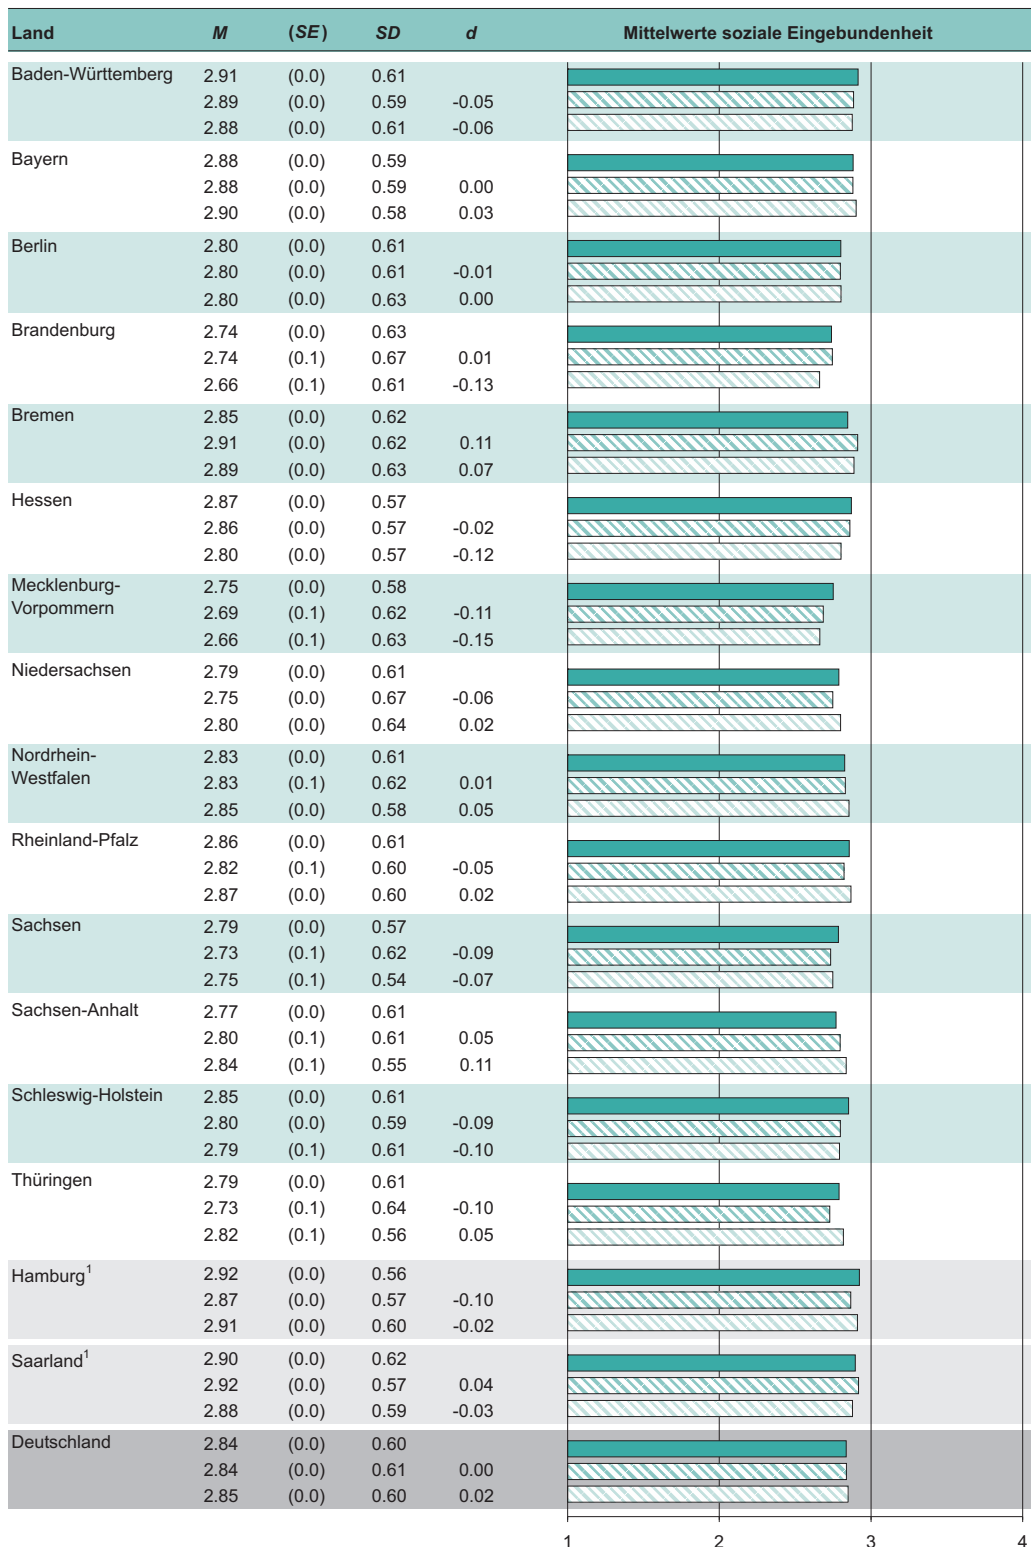 Land M (SE) SD d Mittelwerte soziale Eingebundenheit
Baden-Württemberg 2.91 (0.0) 0.61
2.89 (0.0) 0.59 -0.05
2.88 (0.0) 0.61 -0.06
Bayern 2.88 (0.0) 0.59
2.88 (0.0) 0.59 0.00
2.90 (0.0) 0.58 0.03
Berlin 2.80 (0.0) 0.61
2.80 (0.0) 0.61 -0.01
2.80 (0.0) 0.63 0.00
Brandenburg 2.74 (0.0) 0.63
2.74 (0.1) 0.67 0.01
2.66 (0.1) 0.61 -0.13
Bremen 2.85 (0.0) 0.62
2.91 (0.0) 0.62 0.11
2.89 (0.0) 0.63 0.07
Hessen 2.87 (0.0) 0.57
2.86 (0.0) 0.57 -0.02
2.80 (0.0) 0.57 -0.12
Mecklenburg- 2.75 (0.0) 0.58
Vorpommern 2.69 (0.1) 0.62 -0.11
2.66 (0.1) 0.63 -0.15
Niedersachsen 2.79 (0.0) 0.61
2.75 (0.0) 0.67 -0.06
2.80 (0.0) 0.64 0.02
Nordrhein- 2.83 (0.0) 0.61
Westfalen 2.83 (0.1) 0.62 0.01
2.85 (0.0) 0.58 0.05
Rheinland-Pfalz 2.86 (0.0) 0.61
2.82 (0.1) 0.60 -0.05
2.87 (0.0) 0.60 0.02
Sachsen 2.79 (0.0) 0.57
2.73 (0.1) 0.62 -0.09
2.75 (0.1) 0.54 -0.07
Sachsen-Anhalt 2.77 (0.0) 0.61
2.80 (0.1) 0.61 0.05
2.84 (0.1) 0.55 0.11
Schleswig-Holstein 2.85 (0.0) 0.61
2.80 (0.0) 0.59 -0.09
2.79 (0.1) 0.61 -0.10
Thüringen 2.79 (0.0) 0.61
2.73 (0.1) 0.64 -0.10
2.82 (0.1) 0.56 0.05
Hamburg¹ 2.92 (0.0) 0.56
2.87 (0.0) 0.57 -0.10
2.91 (0.0) 0.60 -0.02
Saarland¹ 2.90 (0.0) 0.62
2.92 (0.0) 0.57 0.04
2.88 (0.0) 0.59 -0.03
Deutschland 2.84 (0.0) 0.60
2.84 (0.0) 0.61 0.00
2.85 (0.0) 0.60 0.02
1 2 3 4